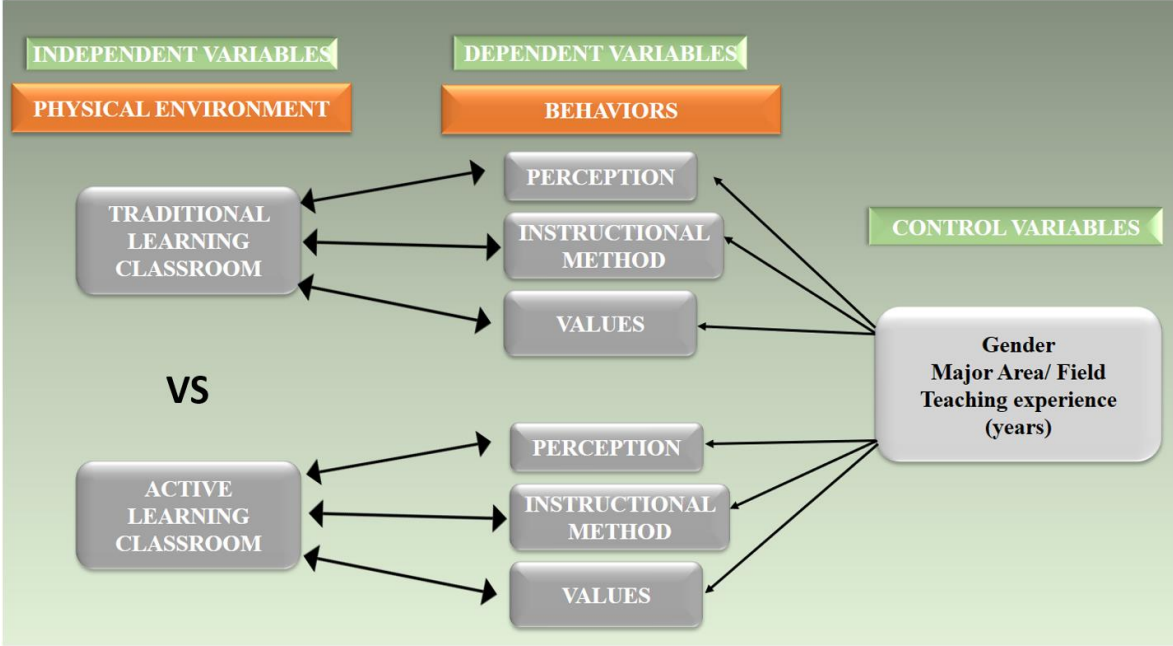 INDEPENDENT VARIABLES
PHYSICAL ENVIRONMENT
DEPENDENT VARIABLES
BEHAVIORS
TRADITIONAL
LEARNING
CLASSROOM
PERCEPTION
INSTRUCTIONAL
METHOD
VALUES
VS
ACTIVE
LEARNING
CLASSROOM
PERCEPTION
INSTRUCTIONAL
METHOD
VALUES
CONTROL VARIABLES
Gender
Major Area/ Field
Teaching experience
(years)